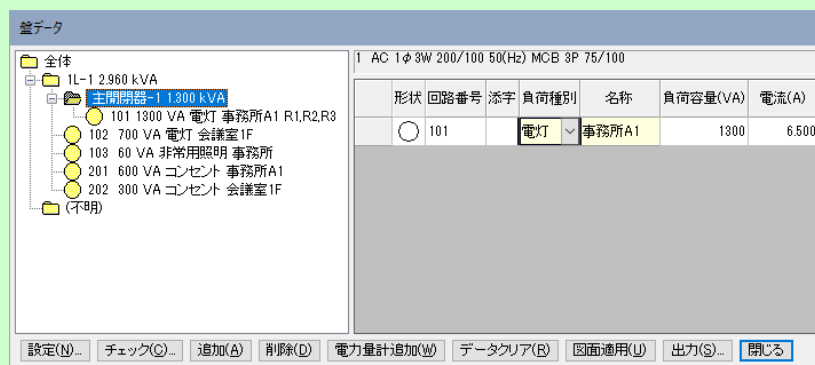 盤データ
全体
1L-1 2.960 kVA
主開閉器-1 1.300 kVA
101 1300 VA 電灯 事務所A1 R1,R2,R3
102 700 VA 電灯 会議室1F
103 60 VA 非常用照明 事務所
201 600 VA コンセント 事務所A1
202 300 VA コンセント 会議室1F
(不明)
1 AC 1φ3W 200/100 50(Hz) MCB 3P 75/100
形状 回路番号 添字 負荷種別 名称 負荷容量(VA) 電流(A)
101 電灯 事務所A1 1300 6.500
設定(N)... チェック(C)... 追加(A) 削除(D) 電力量計追加(W) データクリア(R) 図面適用(U) 出力(S)... 閉じる